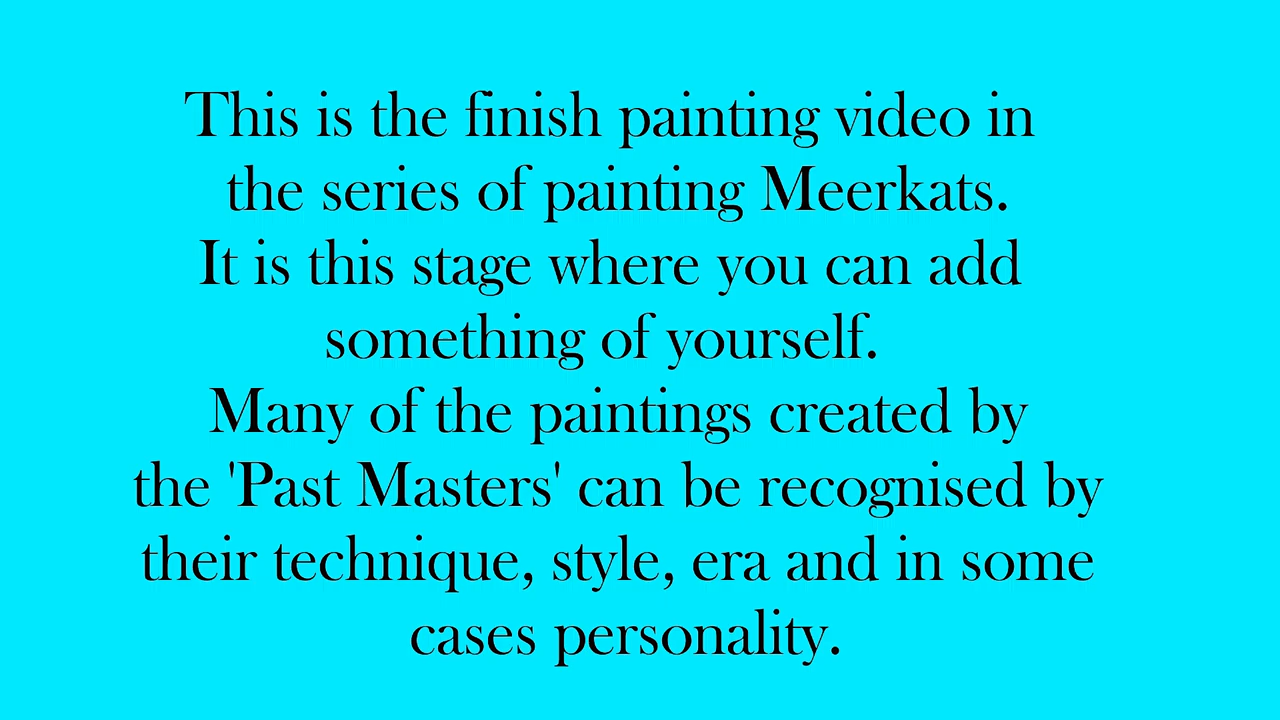 This is the finish painting video in
the series of painting Meerkats.
It is this stage where you can add
something of yourself.
Many of the paintings created by
the 'Past Masters' can be recognised by
their technique, style, era and in some
cases personality.